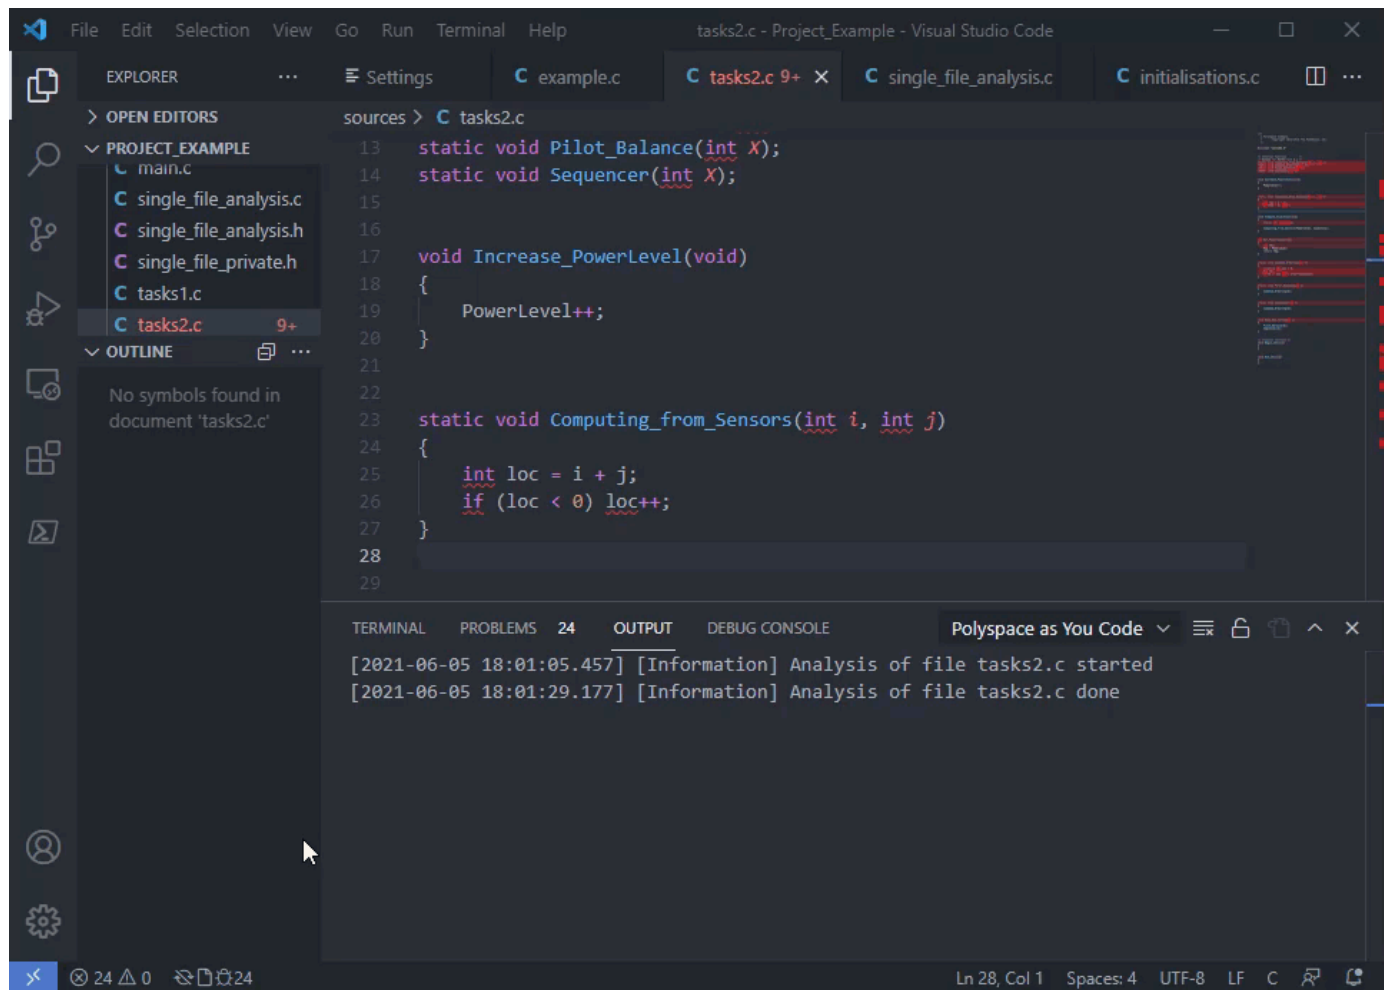 File Edit Selection View Go Run Terminal Help tasks2.c - Project_Example - Visual Studio Code
EXPLORER ···
Settings
example.c
tasks2.c 9+
single_file_analysis.c
initialisations.c
OPEN EDITORS
PROJECT_EXAMPLE
main.c
single_file_analysis.c
single_file_analysis.h
single_file_private.h
tasks1.c
tasks2.c 9+
OUTLINE
No symbols found in
document 'tasks2.c'
sources > C tasks2.c
13 static void Pilot_Balance(int X);
14 static void Sequencer(int X);
15
16
17 void Increase_PowerLevel(void)
18 {
19 PowerLevel++;
20 }
21
22
23 static void Computing_from_Sensors(int i, int j)
24 {
25 int loc = i + j;
26 if (loc < 0) loc++;
27 }
28
29
TERMINAL PROBLEMS 24 OUTPUT DEBUG CONSOLE Polyspace as You Code
[2021-06-05 18:01:05.457] [Information] Analysis of file tasks2.c started
[2021-06-05 18:01:29.177] [Information] Analysis of file tasks2.c done
24 0 24 Ln 28, Col 1 Spaces: 4 UTF-8 LF C